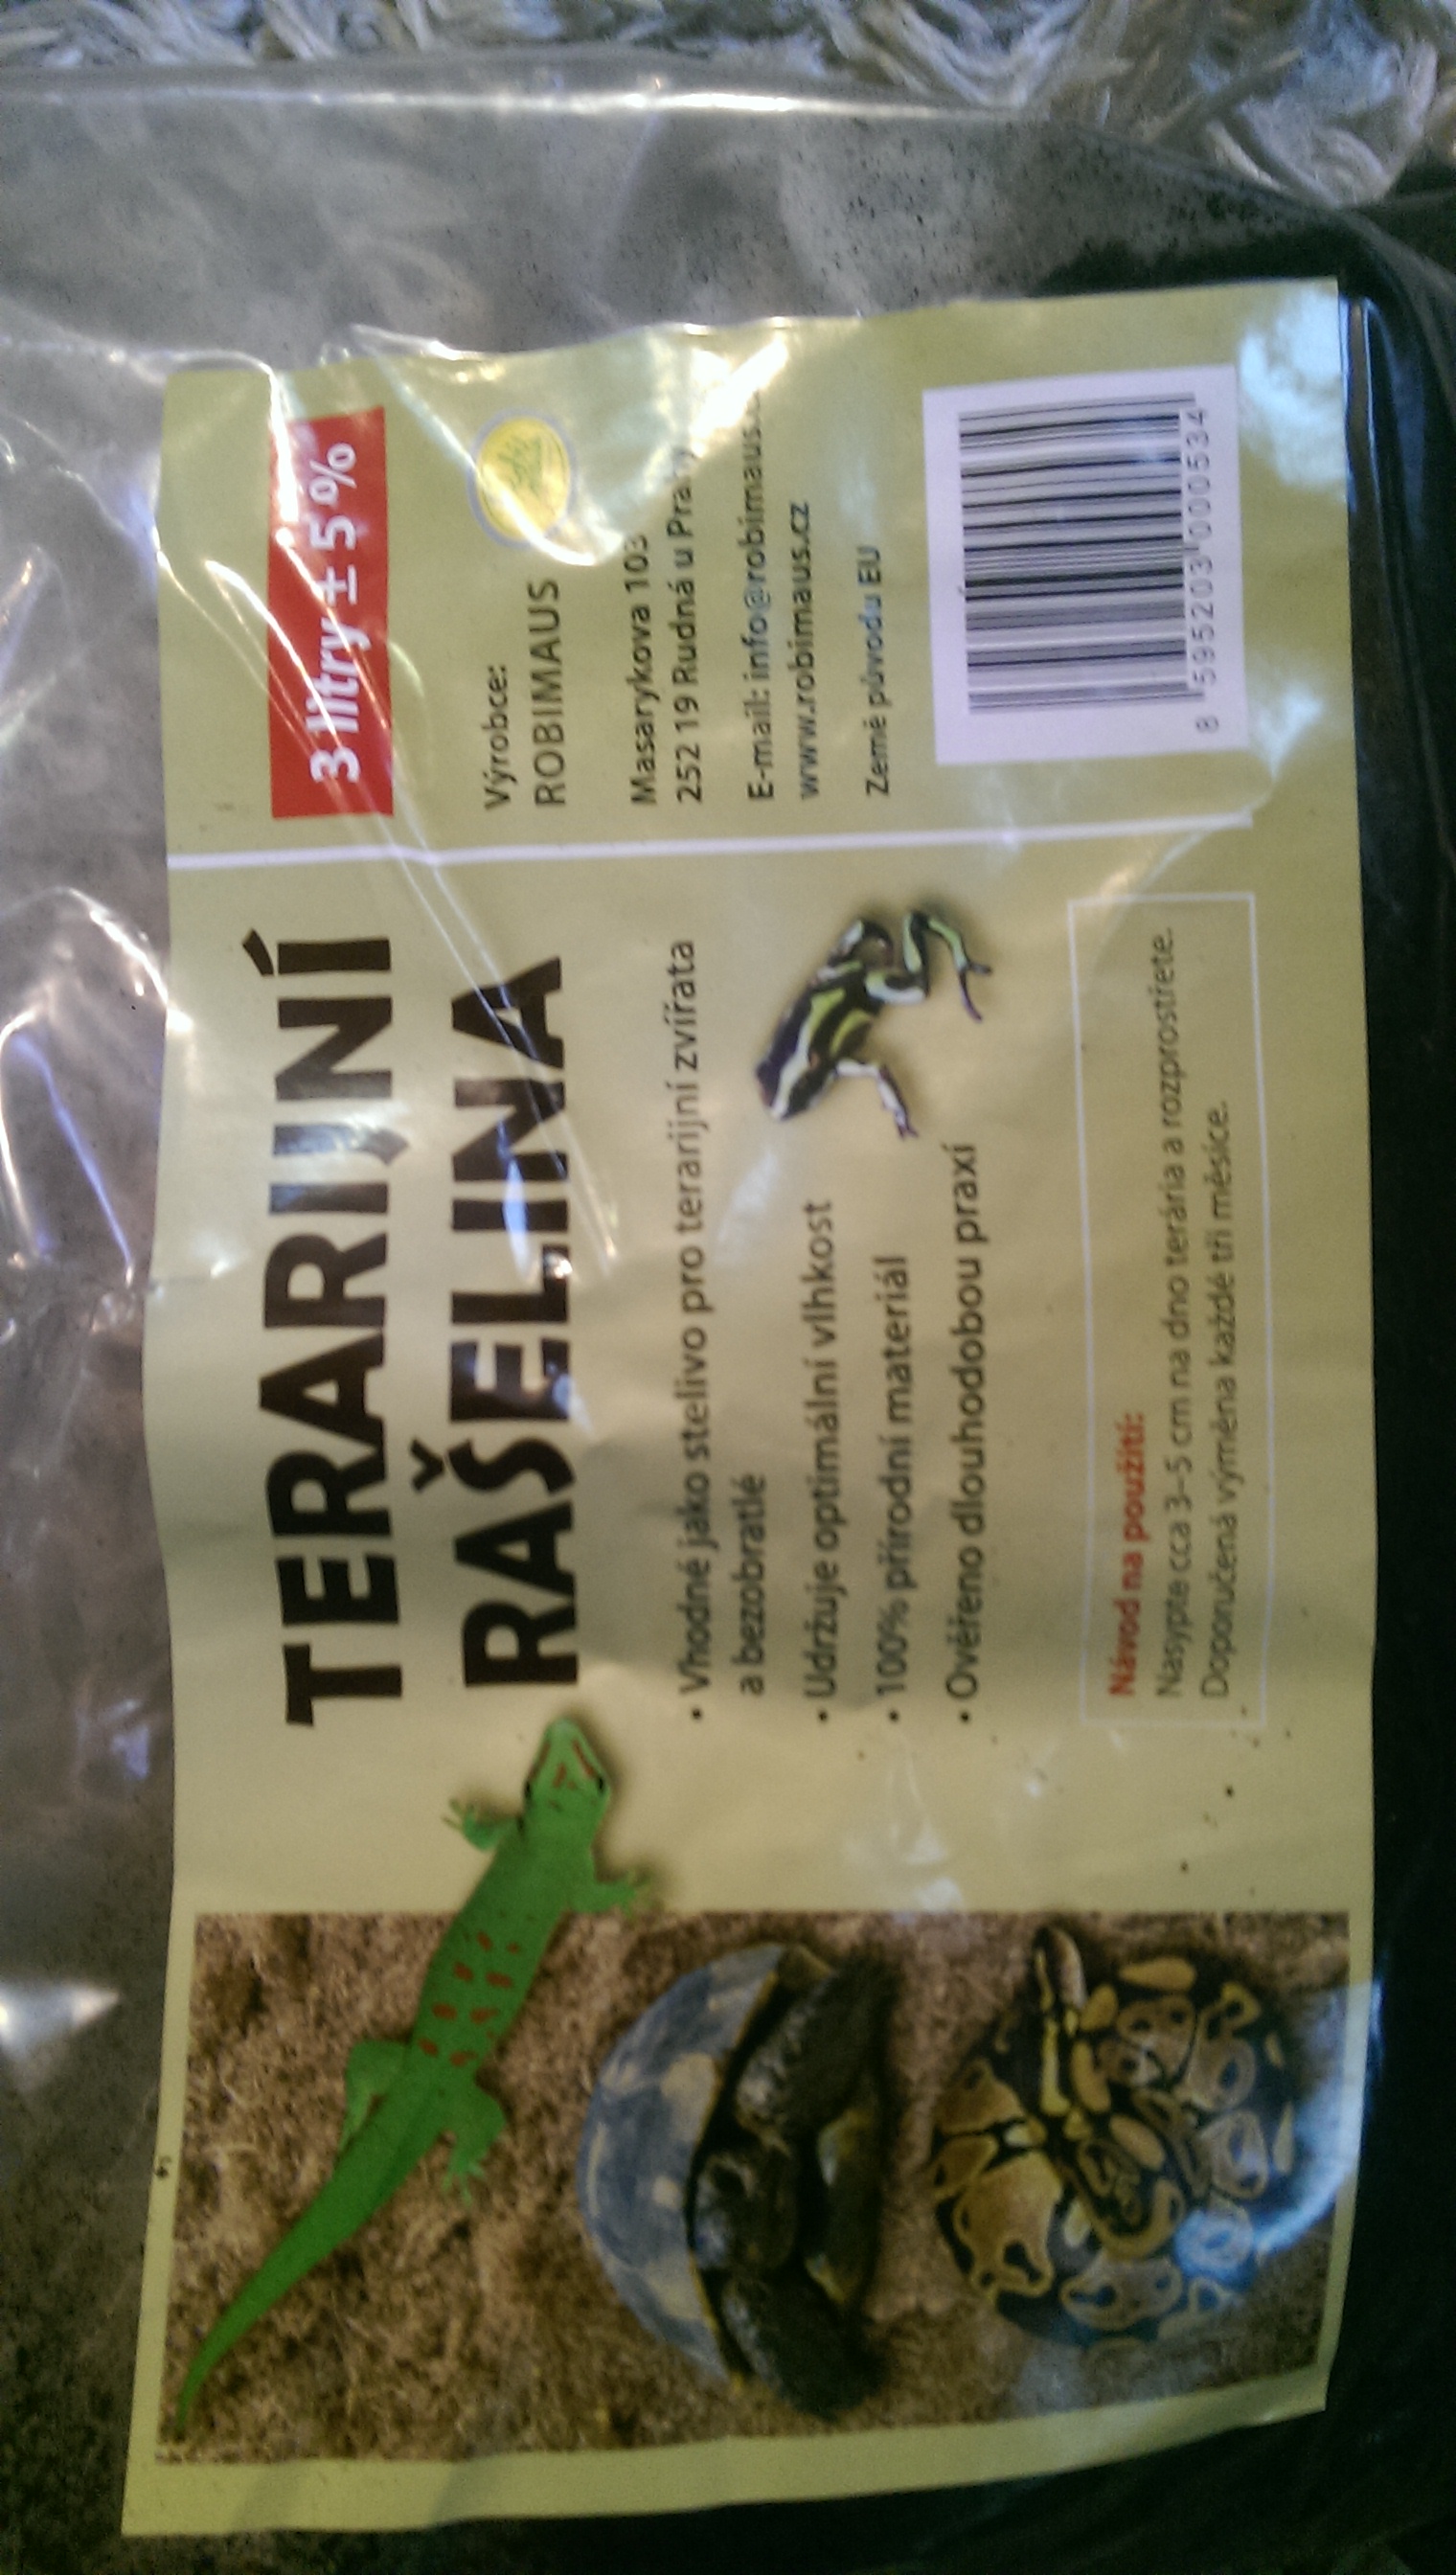 TERARIJNÍ
RAŠELINA
• Vhodné jako stelivo pro terarijní zvířata
a bezobratlé
• Udržuje optimální vlhkost
• 100% přírodní materiál
• Ověřeno dlouhodobou praxí
Návod na použití:
Nasypte cca 3-5 cm na dno terária a rozprostřete.
Doporučená výměna každé tři měsíce.
3 litry ± 5 %
Výrobce:
ROBIMAUS
Masarykova 103
252 19 Rudná u
E-mail: info@robimaus.
www.robimaus.cz
Země původu EU
8 595203 000534